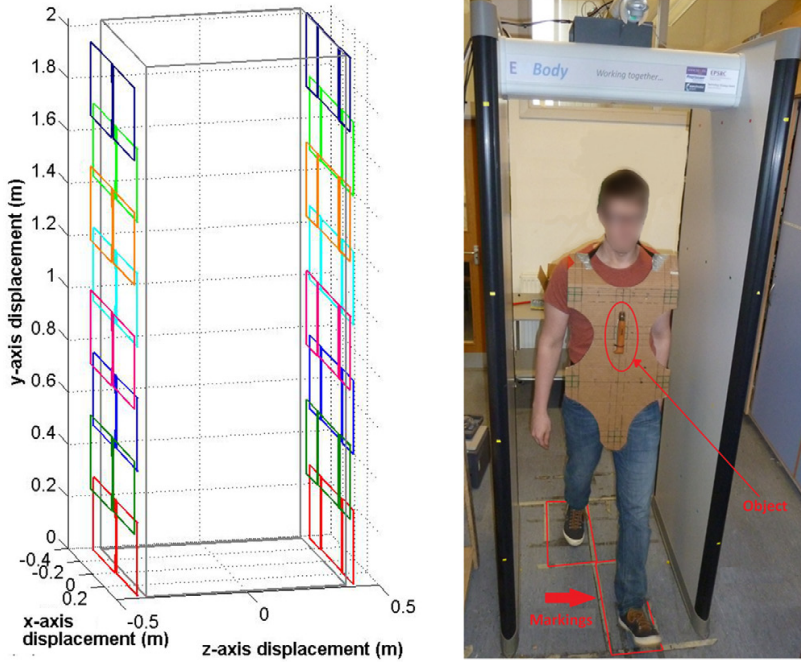 2
1.8
1.6
1.4
1.2
1
0.8
0.6
0.4
0.2
0
y-axis displacement (m)
-0.4
-0.2
0
0.2
x-axis
displacement (m)
-0.5
0
0.5
z-axis displacement (m)
E Body Working together...
EPSRC
Object
Markings